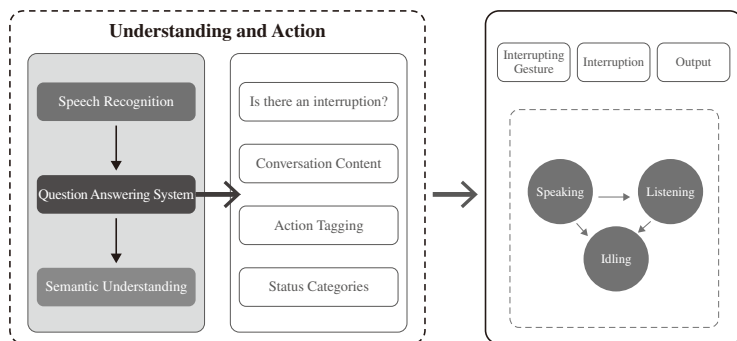 Understanding and Action
Speech Recognition
Question Answering System
Semantic Understanding
Is there an interruption?
Conversation Content
Action Tagging
Status Categories
Interrupting
Gesture
Interruption
Output
Speaking
Listening
Idling